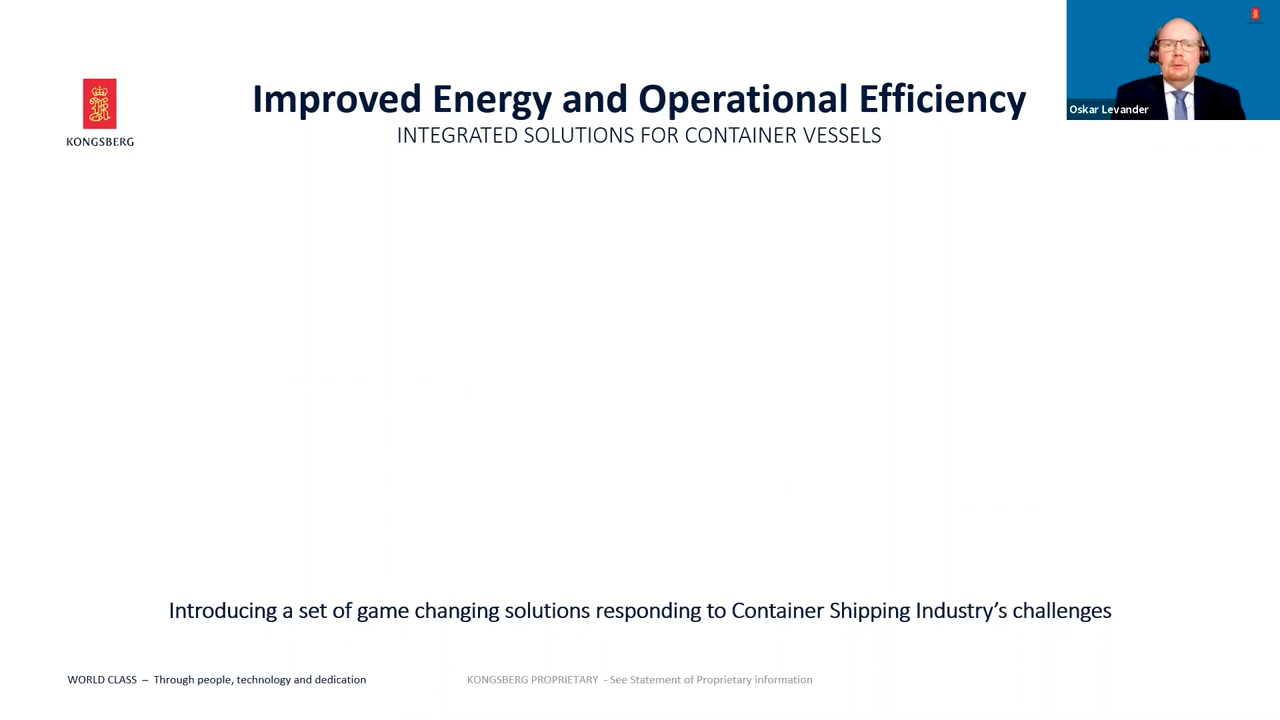 Improved Energy and Operational Efficiency
INTEGRATED SOLUTIONS FOR CONTAINER VESSELS
KONGSBERG
Oskar Levander
Introducing a set of game changing solutions responding to Container Shipping Industry's challenges
WORLD CLASS – Through people, technology and dedication
KONGSBERG PROPRIETARY - See Statement of Proprietary information